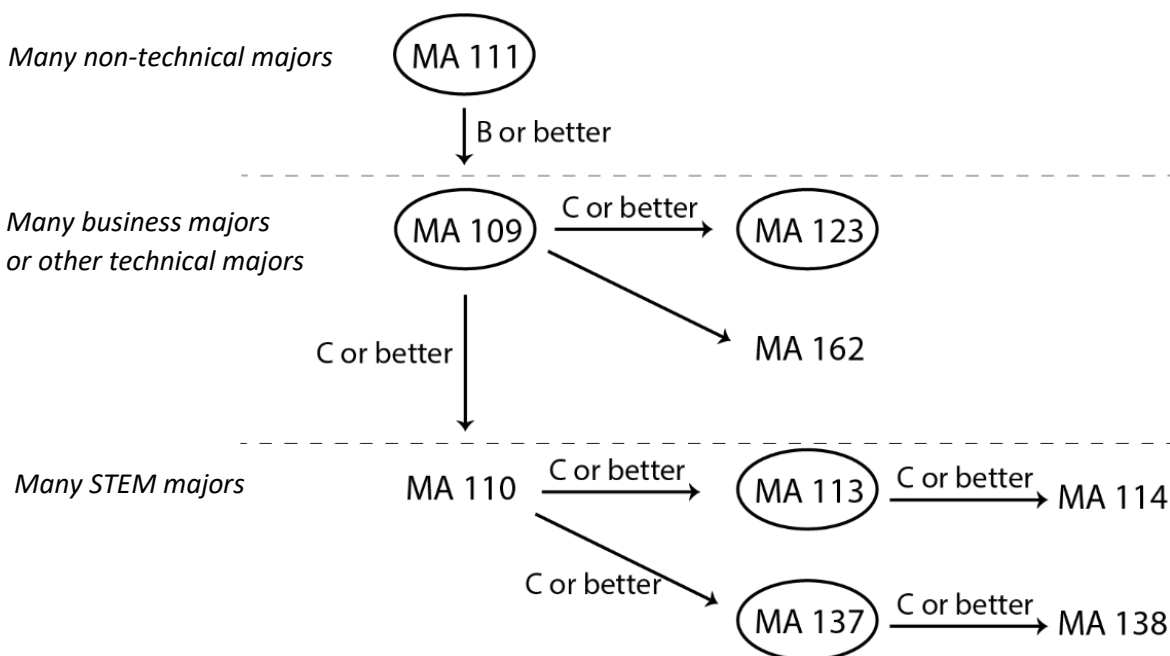 Many non-technical majors
MA 111
B or better
Many business majors
or other technical majors
MA 109
C or better
MA 123
MA 162
C or better
Many STEM majors
MA 110
C or better
MA 113
C or better
MA 114
C or better
MA 137
C or better
MA 138